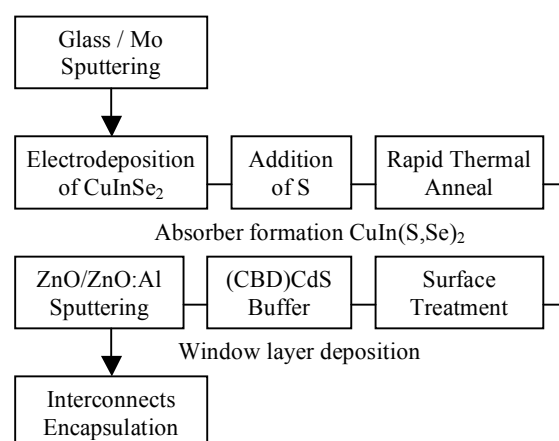 Glass / Mo
Sputtering
Electrodeposition
of CuInSe₂
Addition
of S
Rapid Thermal
Anneal
Absorber formation CuIn(S,Se)₂
ZnO/ZnO:Al
Sputtering
(CBD)CdS
Buffer
Surface
Treatment
Window layer deposition
Interconnects
Encapsulation